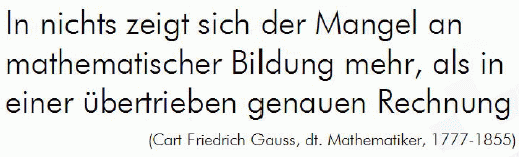 In nichts zeigt sich der Mangel an
mathematischer Bildung mehr, als in
einer übertrieben genauen Rechnung
(Cart Friedrich Gauss, dt. Mathematiker, 1777-1855)